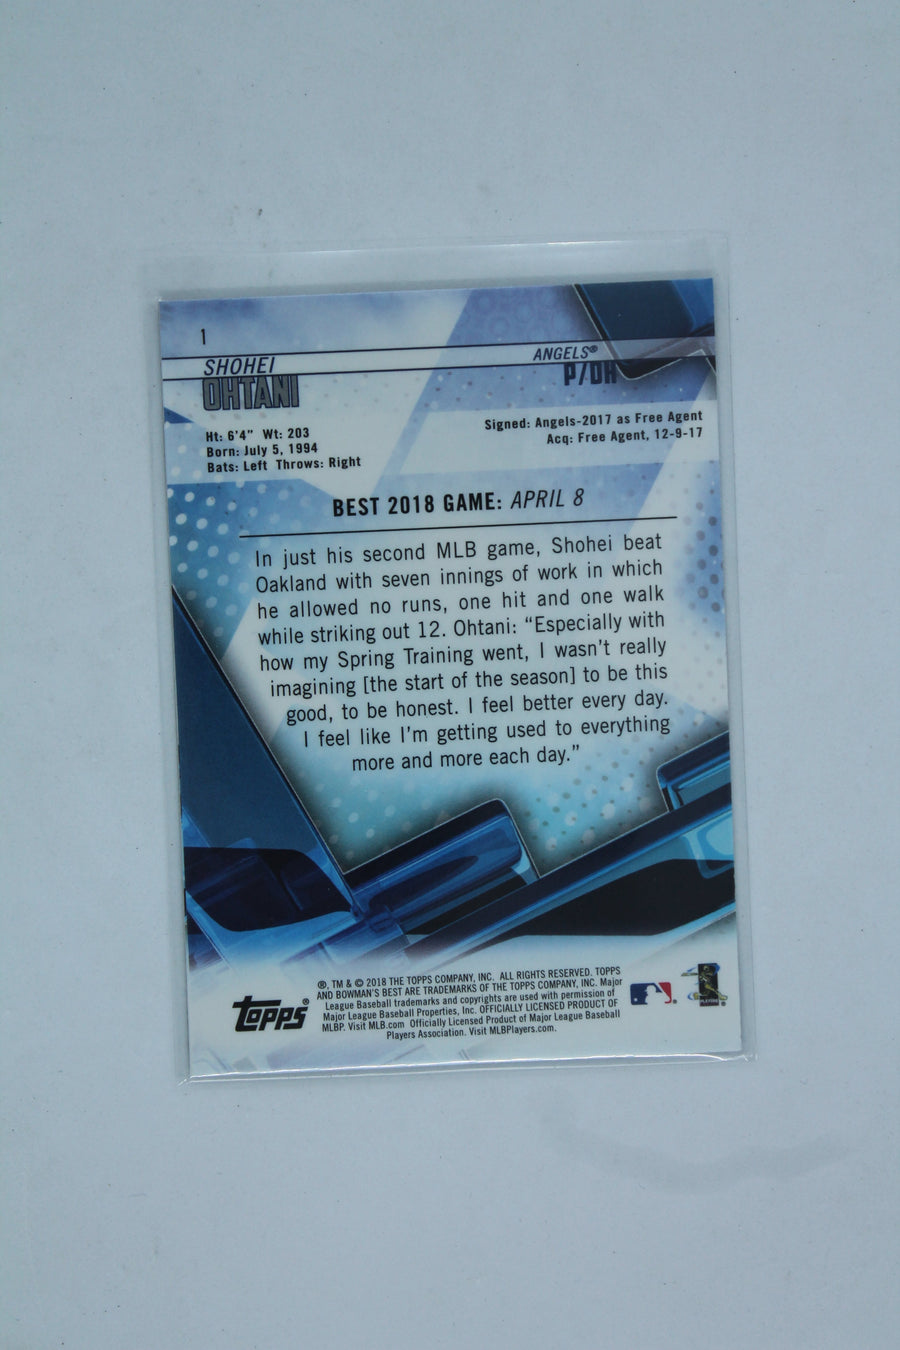 1
SHOHEI
OHTANI
ANGELS®
P/DH
Ht: 6'4" Wt: 203
Born: July 5, 1994
Bats: Left Throws: Right
Signed: Angels-2017 as Free Agent
Acq: Free Agent, 12-9-17
BEST 2018 GAME: APRIL 8
In just his second MLB game, Shohei beat
Oakland with seven innings of work in which
he allowed no runs, one hit and one walk
while striking out 12. Ohtani: “Especially with
how my Spring Training went, I wasn’t really
imagining [the start of the season] to be this
good, to be honest. I feel better every day.
I feel like I’m getting used to everything
more and more each day.”
Topps®
®, TM & © 2018 THE TOPPS COMPANY, INC. ALL RIGHTS RESERVED. TOPPS
AND BOWMAN'S BEST ARE TRADEMARKS OF THE TOPPS COMPANY, INC. Major
League Baseball trademarks and copyrights are used with permission of
Major League Baseball Properties, Inc. OFFICIALLY LICENSED PRODUCT OF
MLBP. Visit MLB.com Officially Licensed Product of Major League Baseball
Players Association. Visit MLBPlayers.com.